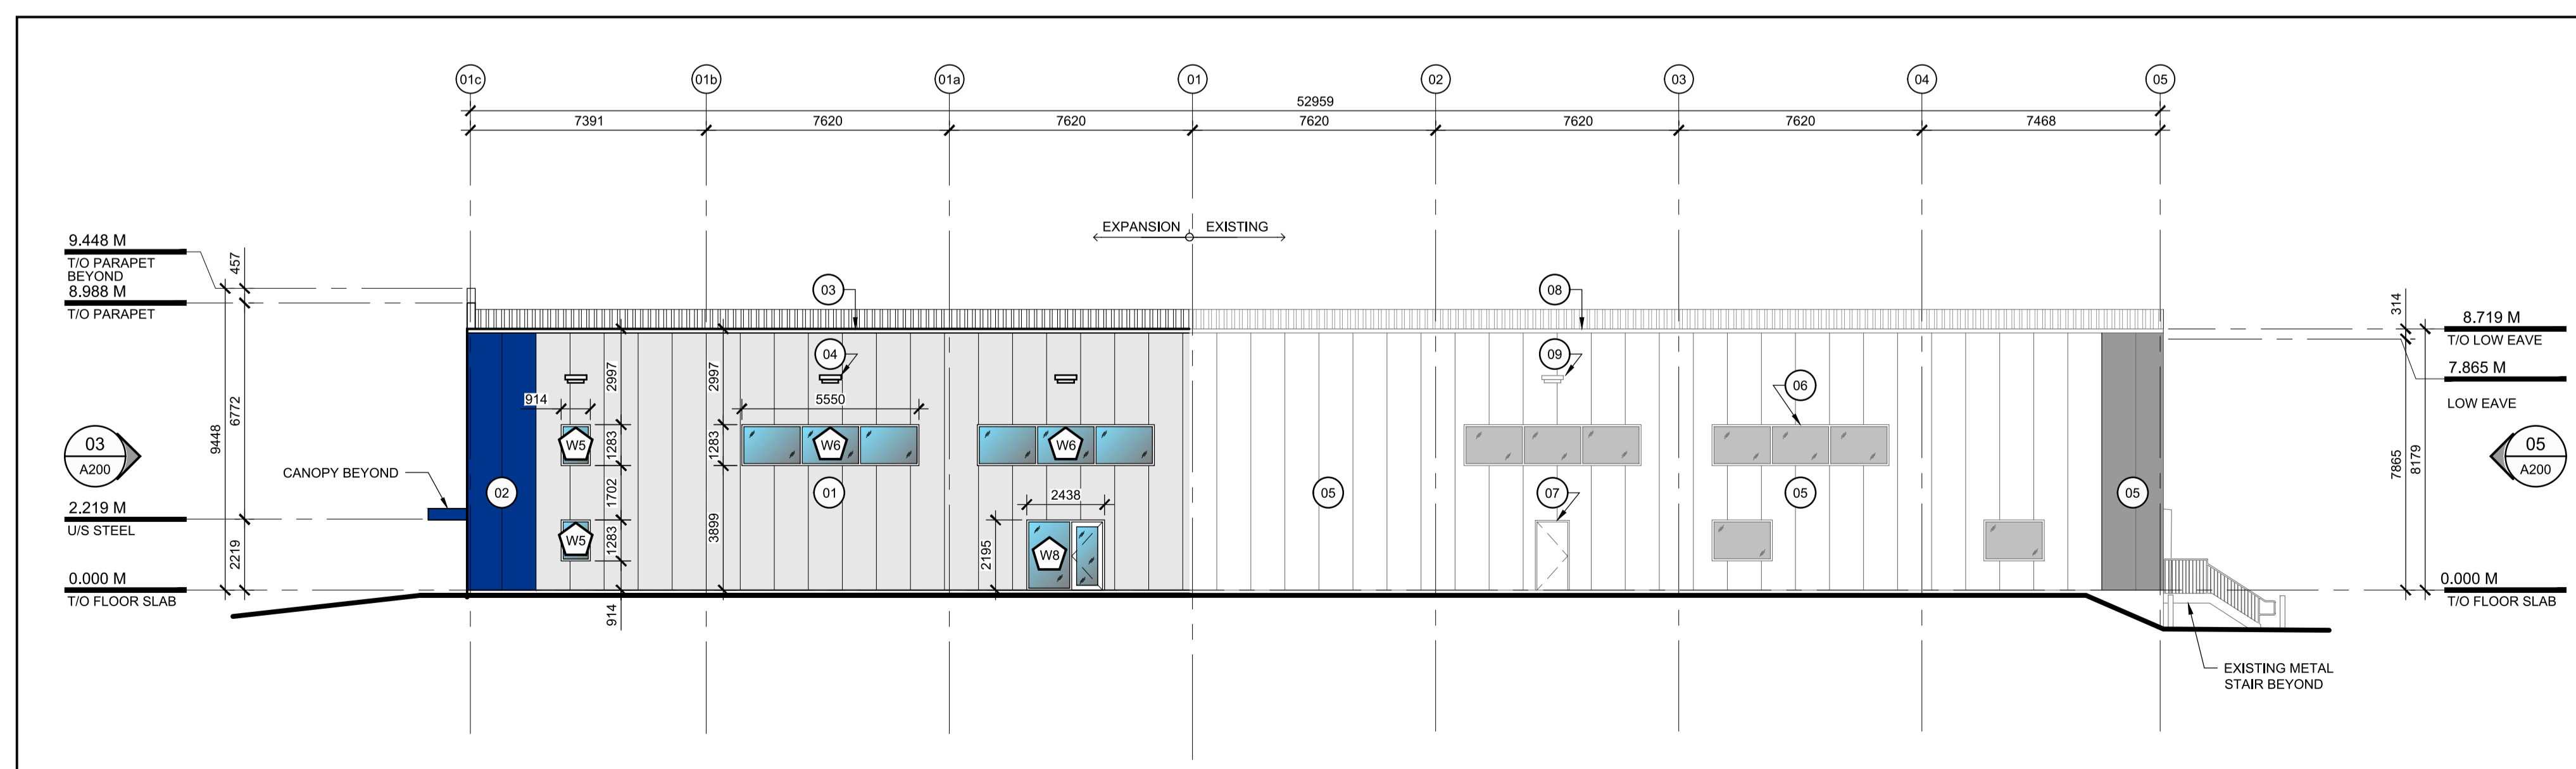 01c 01b 01a 01 02 03 04 05
52959
7391 7620 7620 7620 7620 7620 7468
EXPANSION EXISTING
9.448 M
T/O PARAPET
BEYOND
8.988 M
T/O PARAPET
457
6772
9448
2219
03
A200
CANOPY BEYOND
2.219 M
U/S STEEL
0.000 M
T/O FLOOR SLAB
03
04
08
09
06
2997
2997
914
5550
1283
1283
W5
W6
W6
1702
3899
02
01
2438
05
07
05
05
W5
1283
2195
W8
914
314
8.719 M
T/O LOW EAVE
7.865 M
LOW EAVE
05
A200
7865
8179
0.000 M
T/O FLOOR SLAB
EXISTING METAL
STAIR BEYOND